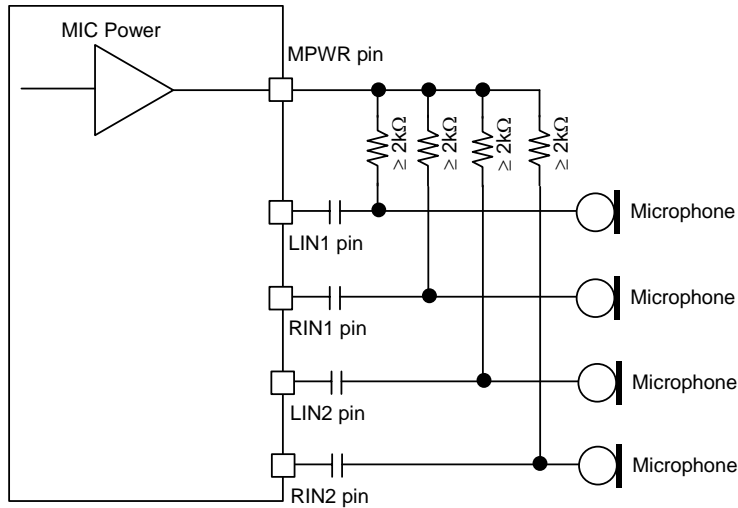 MIC Power
MPWR pin
≥ 2kΩ
≥ 2kΩ
≥ 2kΩ
≥ 2kΩ
Microphone
LIN1 pin
Microphone
RIN1 pin
Microphone
LIN2 pin
Microphone
RIN2 pin